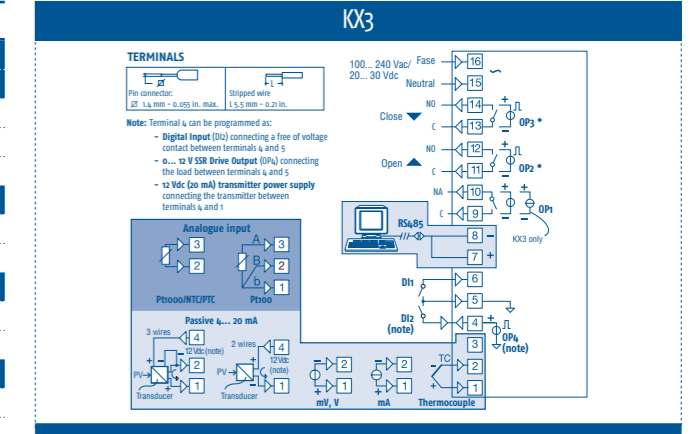 KX3
TERMINALS
Pin connector:
Ø 1.4 mm - 0.055 in. max.
L
Stripped wire
L 5.5 mm - 0.21 in.
Note: Terminal 4 can be programmed as:
- Digital Input (DI2) connecting a free of voltage
contact between terminals 4 and 5
- 0... 12 V SSR Drive Output (OP4) connecting
the load between terminals 4 and 5
- 12 Vdc (20 mA) transmitter power supply
connecting the transmitter between
terminals 4 and 1
Analogue input
3
2
Pt1000/NTC/PTC
A
B
b
3
2
1
Pt100
Passive 4... 20 mA
3 wires
4
12Vdc (note)
2
1
PV
Transducer
2 wires
4
12Vdc
(note)
1
PV
Transducer
2
1
mV, V
2
1
mA
TC
3
2
1
Thermocouple
100... 240 Vac/
20... 30 Vdc
Fase
16
Neutral
15
NO
14
Close
C
13
OP3 *
NO
12
Open
C
11
OP2 *
NA
10
C
9
OP1
KX3 only
RS485
8 -
7 +
DI1
6
5
DI2
(note)
4
OP4
(note)